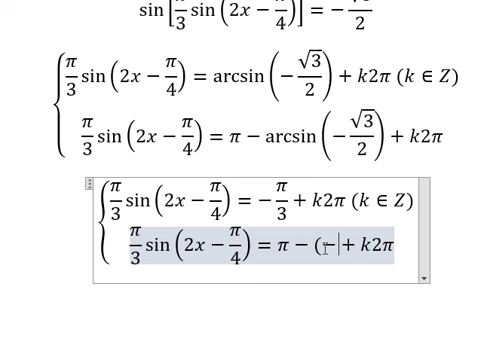 sin[π/3 sin(2x − π/4)] = −√3/2
{π/3 sin(2x − π/4) = arcsin(−√3/2) + k2π (k ∈ Z)
π/3 sin(2x − π/4) = π − arcsin(−√3/2) + k2π
{π/3 sin(2x − π/4) = −π/3 + k2π (k ∈ Z)
π/3 sin(2x − π/4) = π − (− + k2π